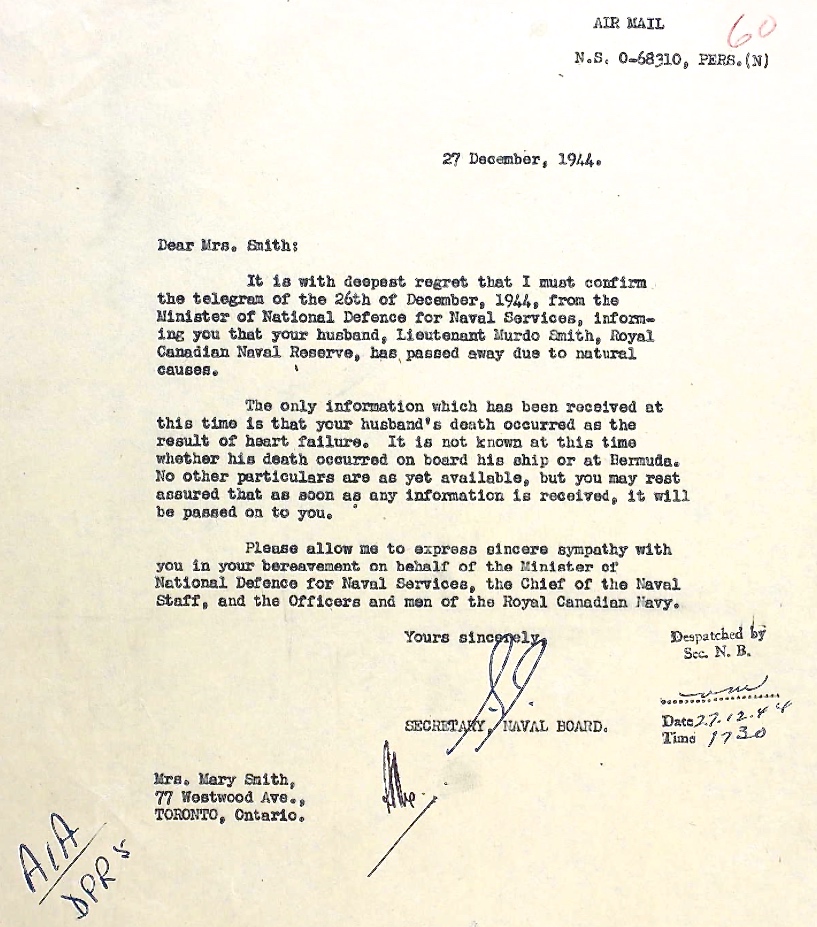 AIR MAIL
60
N.S. 0-68310, PERS.(N)
27 December, 1944.
Dear Mrs. Smith:
It is with deepest regret that I must confirm
the telegram of the 26th of December, 1944, from the
Minister of National Defence for Naval Services, inform-
ing you that your husband, Lieutenant Murdo Smith, Royal
Canadian Naval Reserve, has passed away due to natural
causes.
The only information which has been received at
this time is that your husband's death occurred as the
result of heart failure. It is not known at this time
whether his death occurred on board his ship or at Bermuda.
No other particulars are as yet available, but you may rest
assured that as soon as any information is received, it will
be passed on to you.
Please allow me to express sincere sympathy with
you in your bereavement on behalf of the Minister of
National Defence for Naval Services, the Chief of the Naval
Staff, and the Officers and men of the Royal Canadian Navy.
Yours sincerely,
Despatched by
Sec. N. B.
SECRETARY, NAVAL BOARD.
Date 27.12.44
Time 1730
Mrs. Mary Smith,
77 Westwood Ave.,
TORONTO, Ontario.
A/A
DPR